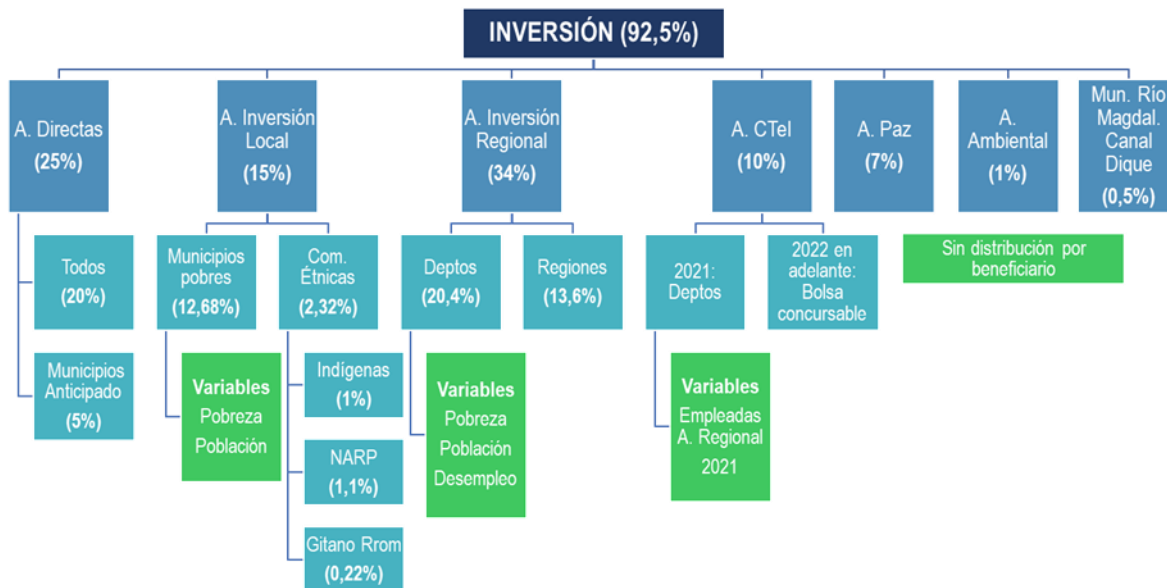 INVERSIÓN (92,5%)
A. Directas
(25%)
A. Inversión
Local
(15%)
A. Inversión
Regional
(34%)
A. CTeI
(10%)
A. Paz
(7%)
A.
Ambiental
(1%)
Mun. Río
Magdal.
Canal
Dique
(0,5%)
Todos
(20%)
Municipios
Anticipado
(5%)
Municipios
pobres
(12,68%)
Variables
Pobreza
Población
Com.
Étnicas
(2,32%)
Indígenas
(1%)
NARP
(1,1%)
Gitano Rrom
(0,22%)
Deptos
(20,4%)
Variables
Pobreza
Población
Desempleo
Regiones
(13,6%)
2021:
Deptos
Variables
Empleadas
A. Regional
2021
2022 en
adelante:
Bolsa
concursable
Sin distribución por
beneficiario